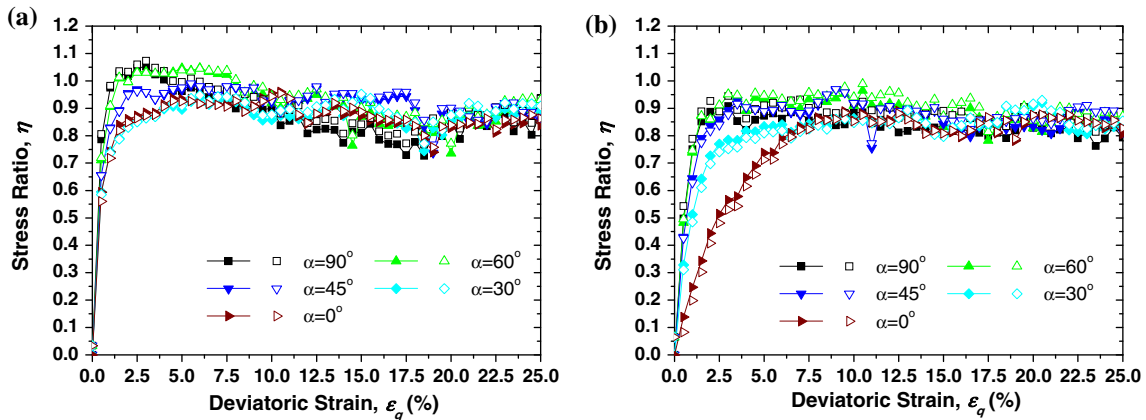 (a)
1.2
1.1
1.0
0.9
0.8
0.7
0.6
0.5
0.4
0.3
0.2
0.1
0.0
Stress Ratio, η
α=90°
α=60°
α=45°
α=30°
α=0°
0.0 2.5 5.0 7.5 10.0 12.5 15.0 17.5 20.0 22.5 25.0
Deviatoric Strain, εq (%)
(b)
1.2
1.1
1.0
0.9
0.8
0.7
0.6
0.5
0.4
0.3
0.2
0.1
0.0
Stress Ratio, η
α=90°
α=60°
α=45°
α=30°
α=0°
0.0 2.5 5.0 7.5 10.0 12.5 15.0 17.5 20.0 22.5 25.0
Deviatoric Strain, εq (%)